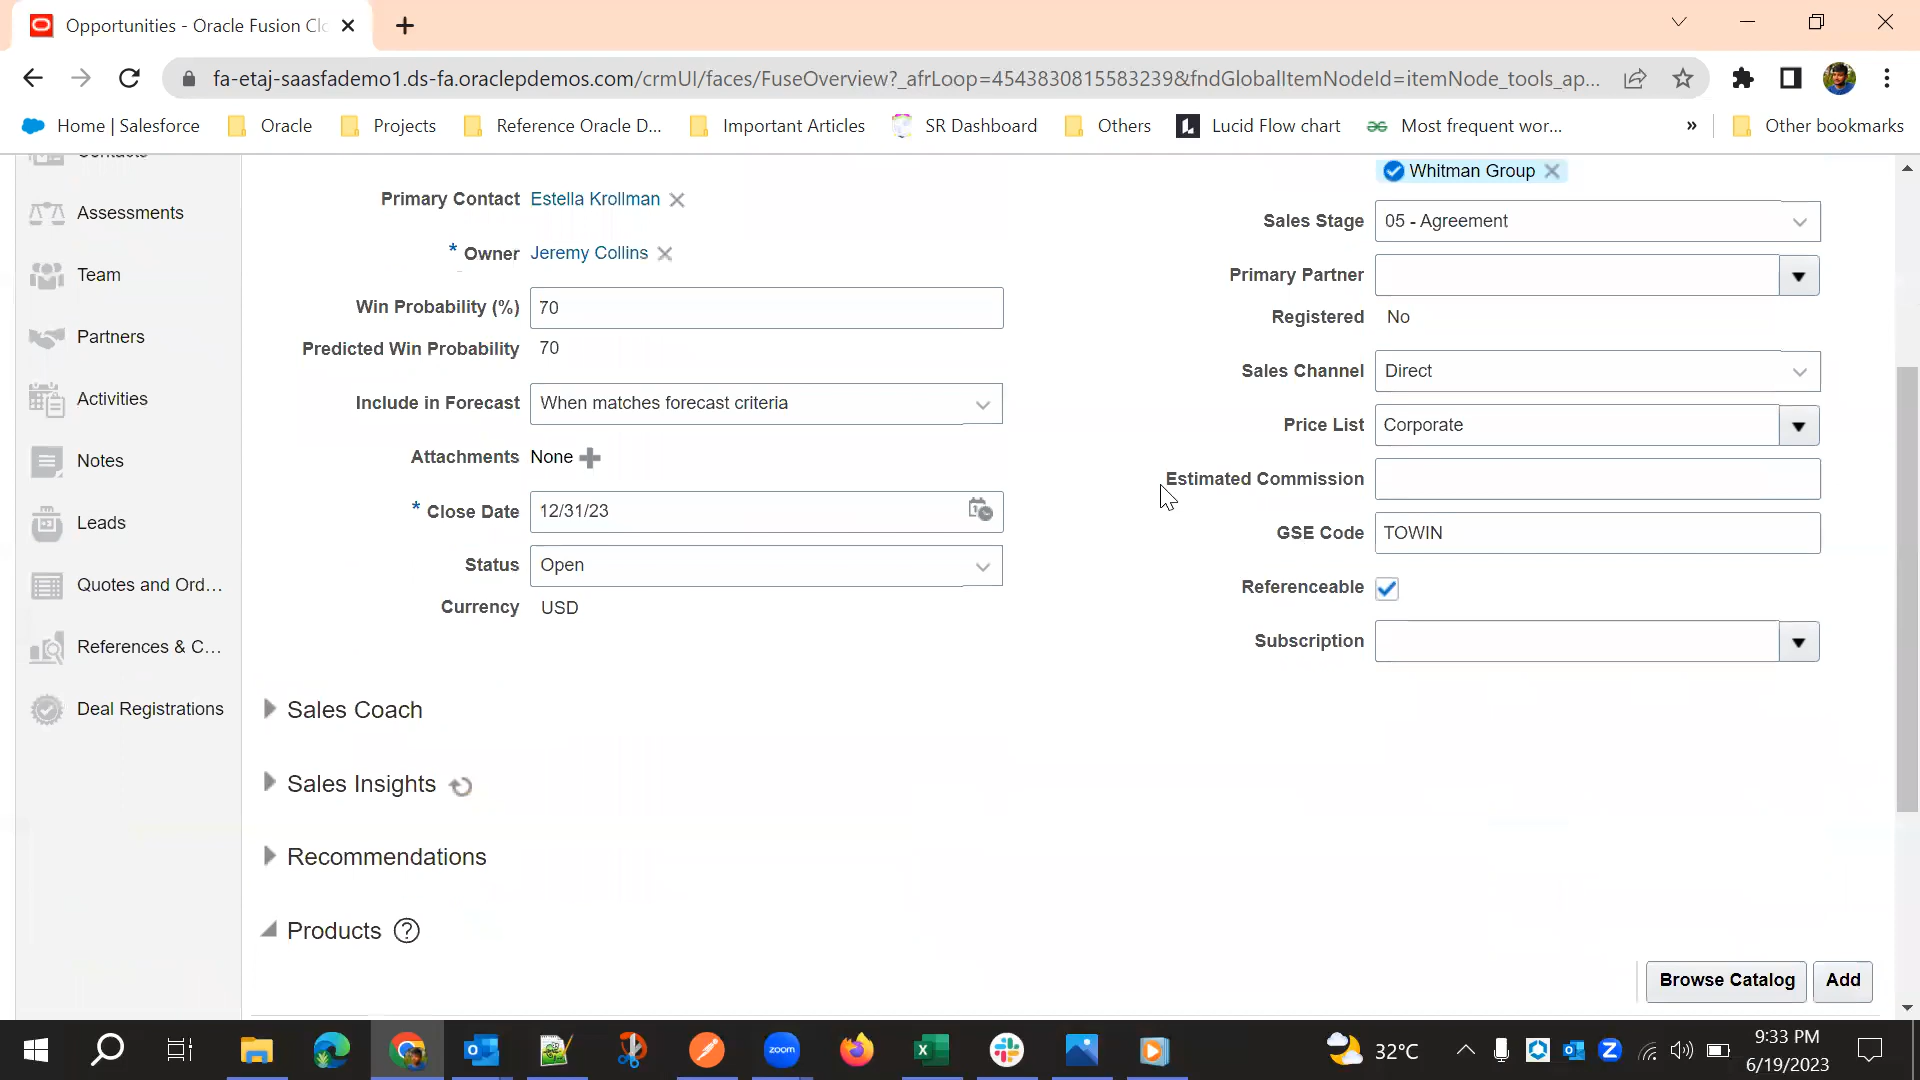 Opportunities - Oracle Fusion Clo
fa-etaj-saasfademo1.ds-fa.oraclepdemos.com/crmUI/faces/FuseOverview?_afrLoop=4543830815583239&fndGlobalItemNodeId=itemNode_tools_ap...
Home | Salesforce
Oracle
Projects
Reference Oracle D...
Important Articles
SR Dashboard
Others
Lucid Flow chart
Most frequent wor...
»
Other bookmarks
Contacts
Assessments
Team
Partners
Activities
Notes
Leads
Quotes and Ord...
References & C...
Deal Registrations
Primary Contact Estella Krollman
* Owner Jeremy Collins
Win Probability (%) 70
Predicted Win Probability 70
Include in Forecast When matches forecast criteria
Attachments None
* Close Date 12/31/23
Status Open
Currency USD
Whitman Group
Sales Stage 05 - Agreement
Primary Partner
Registered No
Sales Channel Direct
Price List Corporate
Estimated Commission
GSE Code TOWIN
Referenceable
Subscription
Sales Coach
Sales Insights
Recommendations
Products ?
Browse Catalog
Add
zoom
32°C
9:33 PM
6/19/2023